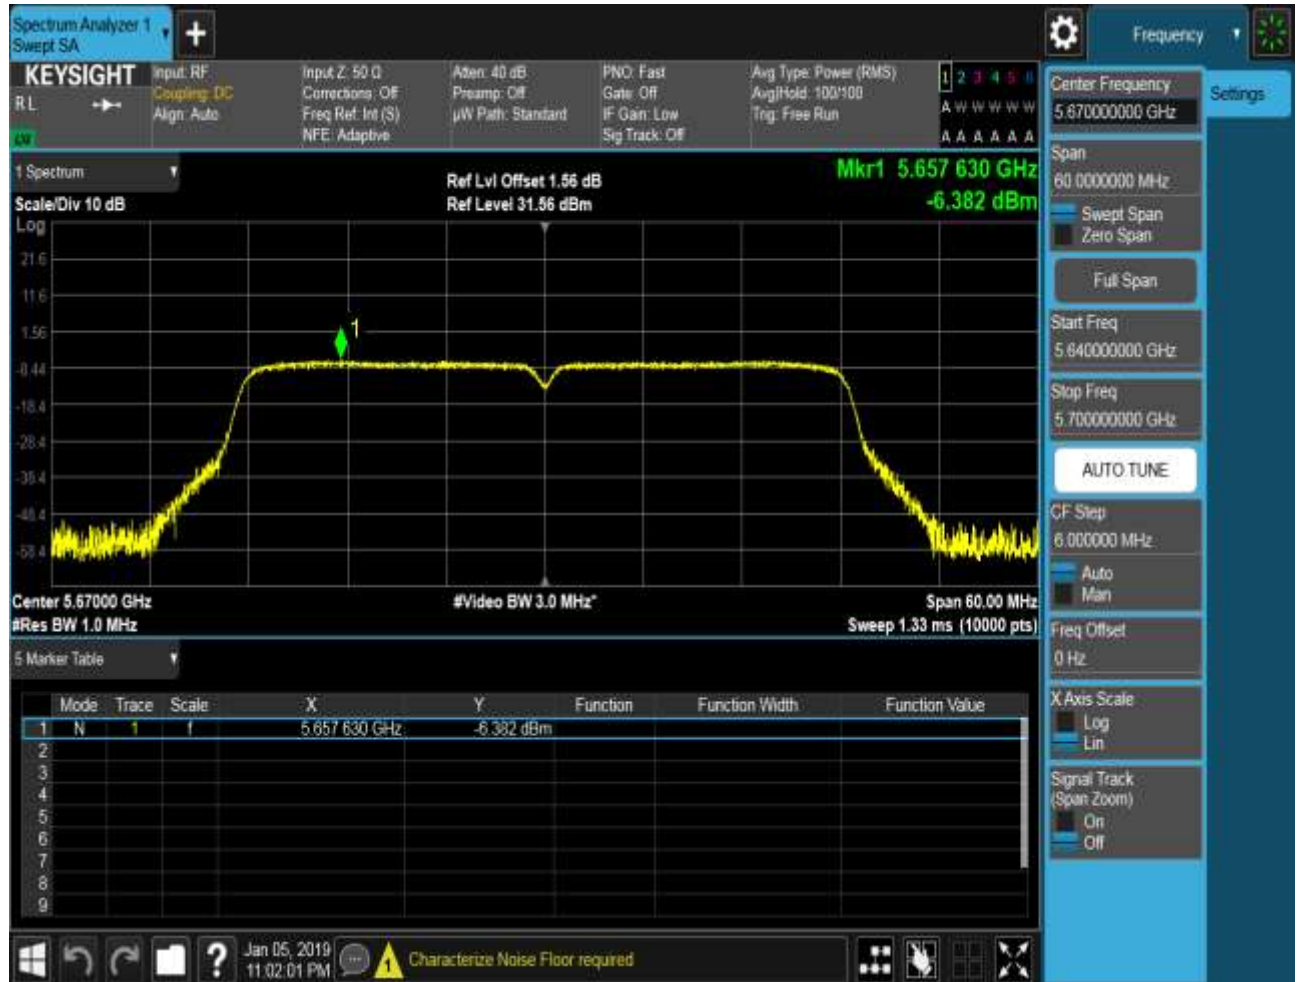 Spectrum Analyzer 1
Swept SA
Frequency
KEYSIGHT
RL
Input: RF
Coupling: DC
Align: Auto
Input Z: 50 Ω
Corrections: Off
Freq Ref: Int (S)
NFE: Adaptive
Atten: 40 dB
Preamp: Off
µW Path: Standard
PNO: Fast
Gate: Off
IF Gain: Low
Sig Track: Off
Avg Type: Power (RMS)
Avg|Hold: 100/100
Trig: Free Run
1 2 3 4 5 6
A W W W W W
A A A A A A
Center Frequency
5.670000000 GHz
Settings
Span
60.0000000 MHz
Swept Span
Zero Span
Full Span
Start Freq
5.640000000 GHz
Stop Freq
5.700000000 GHz
AUTO TUNE
CF Step
6.000000 MHz
Auto
Man
Freq Offset
0 Hz
X Axis Scale
Log
Lin
Signal Track
(Span Zoom)
On
Off
1 Spectrum
Scale/Div 10 dB
Log
Ref Lvl Offset 1.56 dB
Ref Level 31.56 dBm
Mkr1 5.657 630 GHz
-6.382 dBm
21.6
11.6
1.56
-8.44
-18.4
-28.4
-38.4
-48.4
-58.4
1
Center 5.67000 GHz
#Video BW 3.0 MHz*
Span 60.00 MHz
#Res BW 1.0 MHz
Sweep 1.33 ms (10000 pts)
5 Marker Table
Mode Trace Scale X Y Function Function Width Function Value
1 N 1 f 5.657 630 GHz -6.382 dBm
2
3
4
5
6
7
8
9
Jan 05, 2019
11:02:01 PM
Characterize Noise Floor required